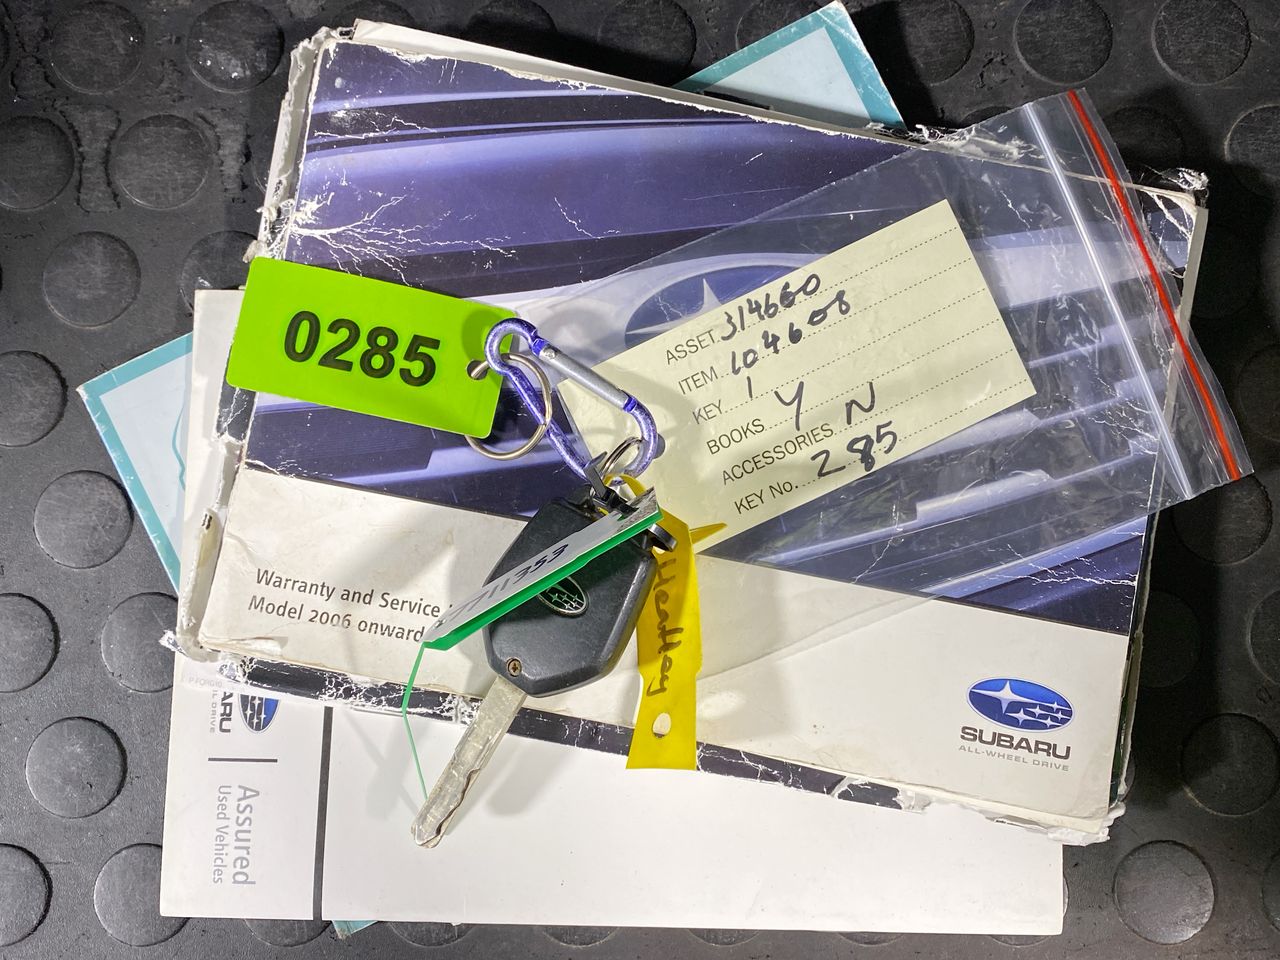 0285
ASSET 314660
ITEM 104608
KEY 1
BOOKS Y
ACCESSORIES N
KEY No. 285
7711353
Warranty and Service
Model 2006 onward
SUBARU
ALL-WHEEL DRIVE
Assured
Used Vehicles